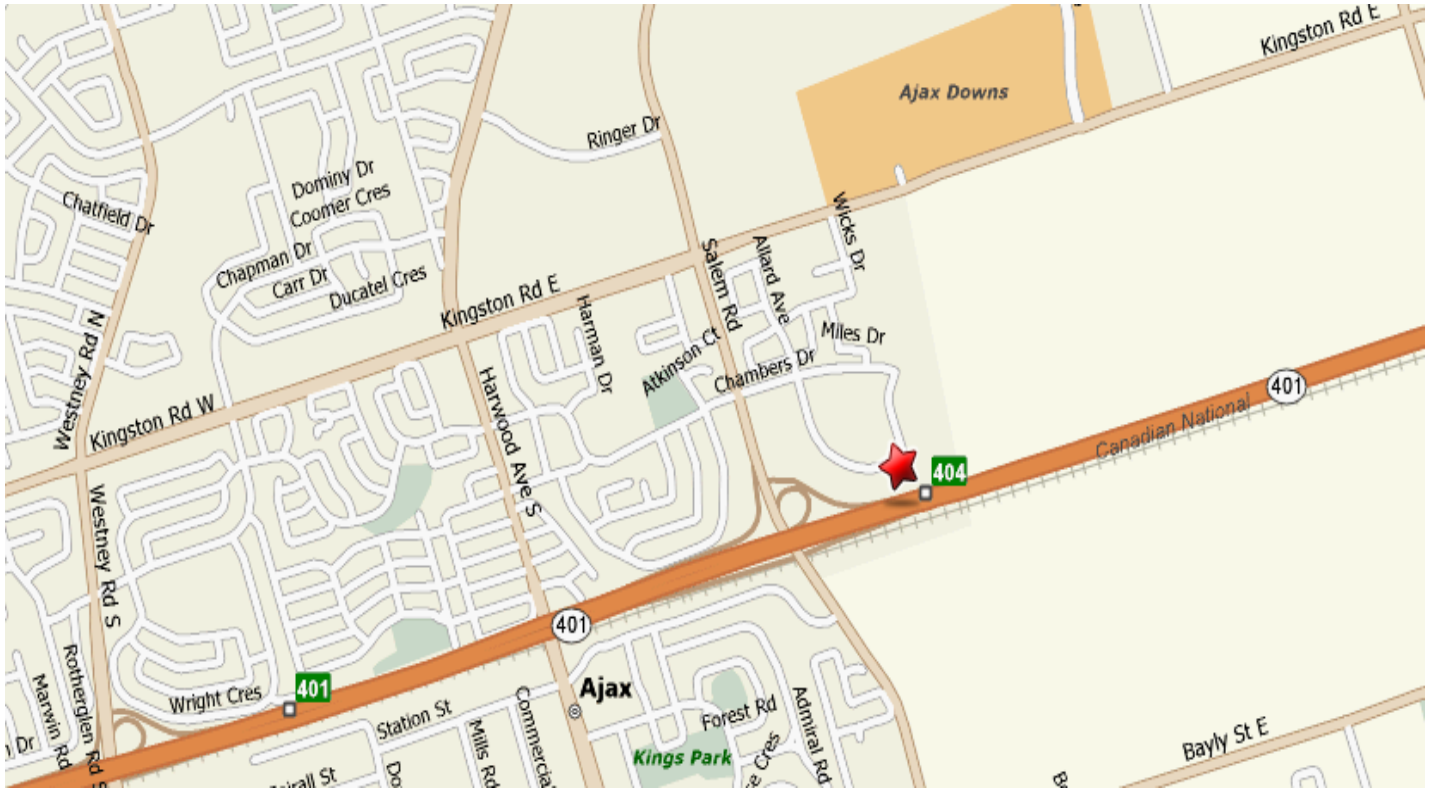 Kingston Rd E
Ajax Downs
Ringer Dr
Dominy Dr
Coomer Cres
Chatfield Dr
Wicks Dr
Chapman Dr
Carr Dr
Ducatel Cres
Salem Rd
Allard Ave
Kingston Rd E
Harman Dr
Miles Dr
Westney Rd N
Atkinson Ct
Chambers Dr
Kingston Rd W
Harwood Ave S
401
Canadian National
404
Westney Rd S
401
Rotherglen Rd S
Marwin Rd
Wright Cres
401
Ajax
Station St
Commercial
Mills Rd
Forest Rd
Admiral Rd
Kings Park
Bayly St E
Dr